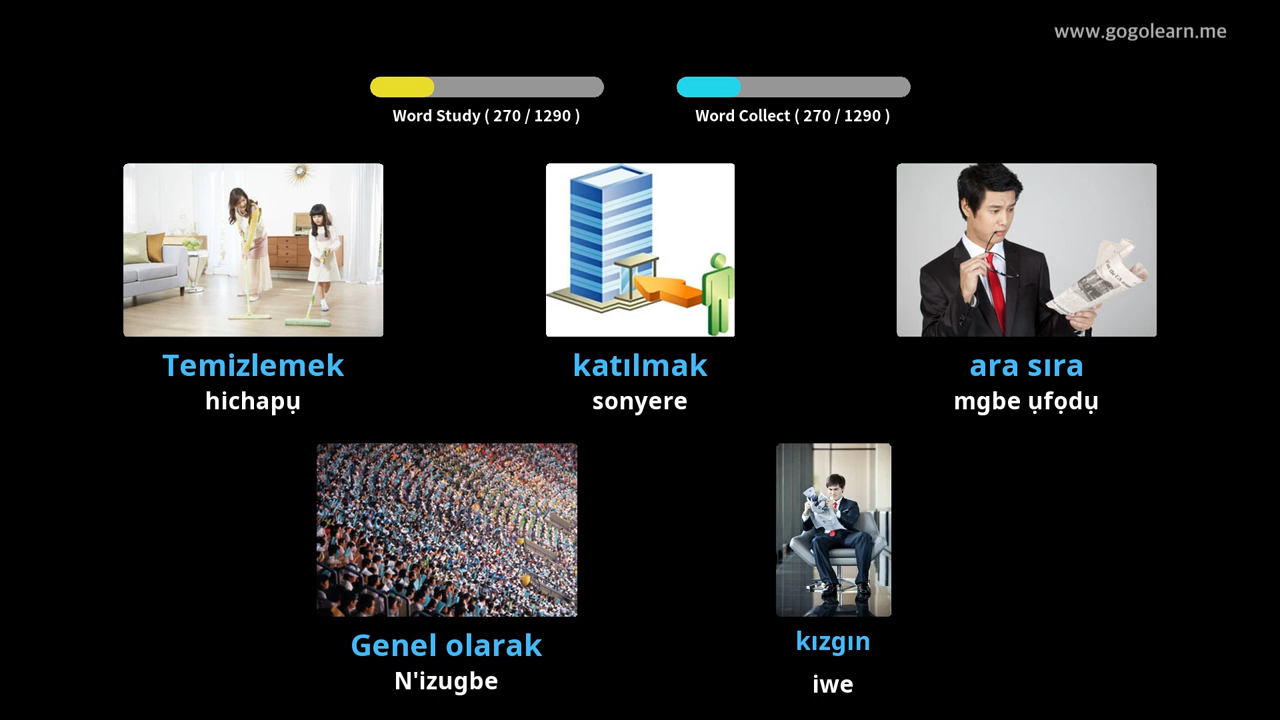 www.gogolearn.me
Word Study ( 270 / 1290 )
Word Collect ( 270 / 1290 )
Temizlemek
hichapụ
katılmak
sonyere
ara sıra
mgbe ụfọdụ
Genel olarak
N'izugbe
kızgın
iwe